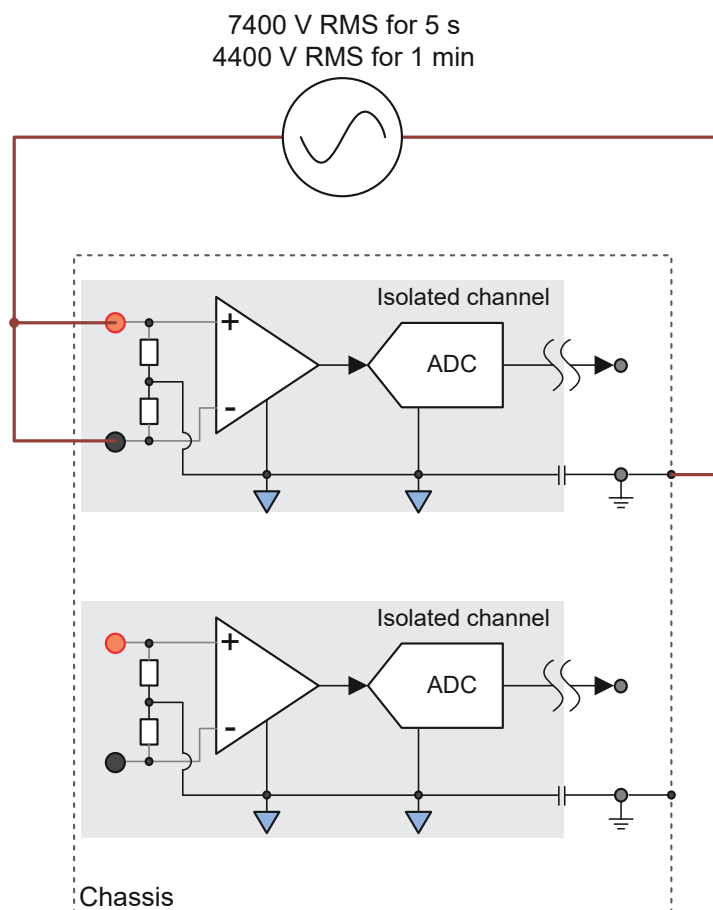 7400 V RMS for 5 s
4400 V RMS for 1 min
Isolated channel
+
ADC
-
Isolated channel
+
ADC
-
Chassis